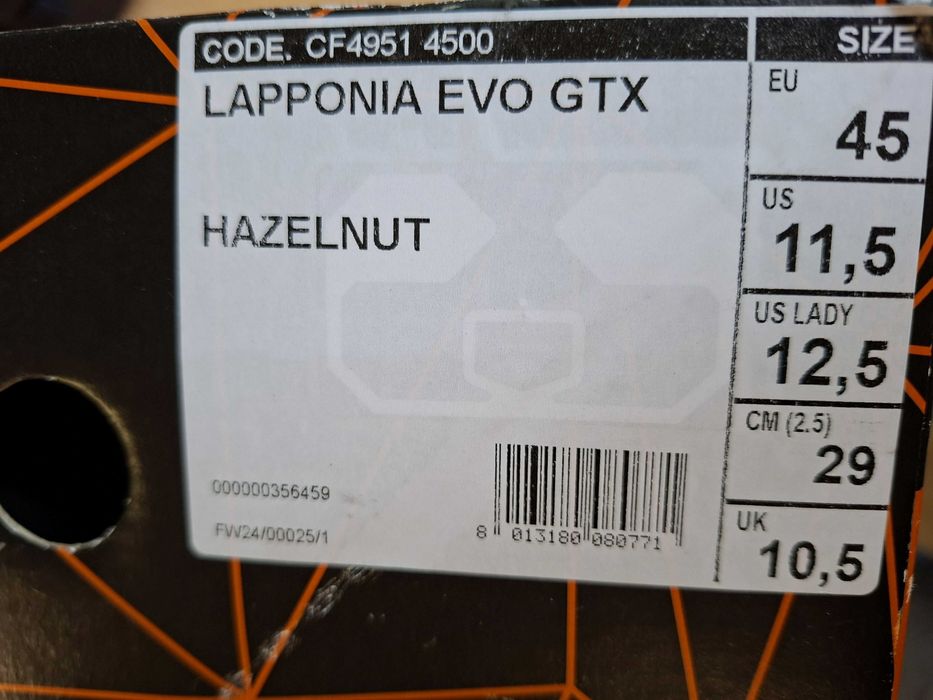 CODE. CF4951 4500
LAPPONIA EVO GTX
HAZELNUT
000000356459
FW24/00025/1
8 013180 080771
SIZE
EU
45
US
11,5
US LADY
12,5
CM (2.5)
29
UK
10,5